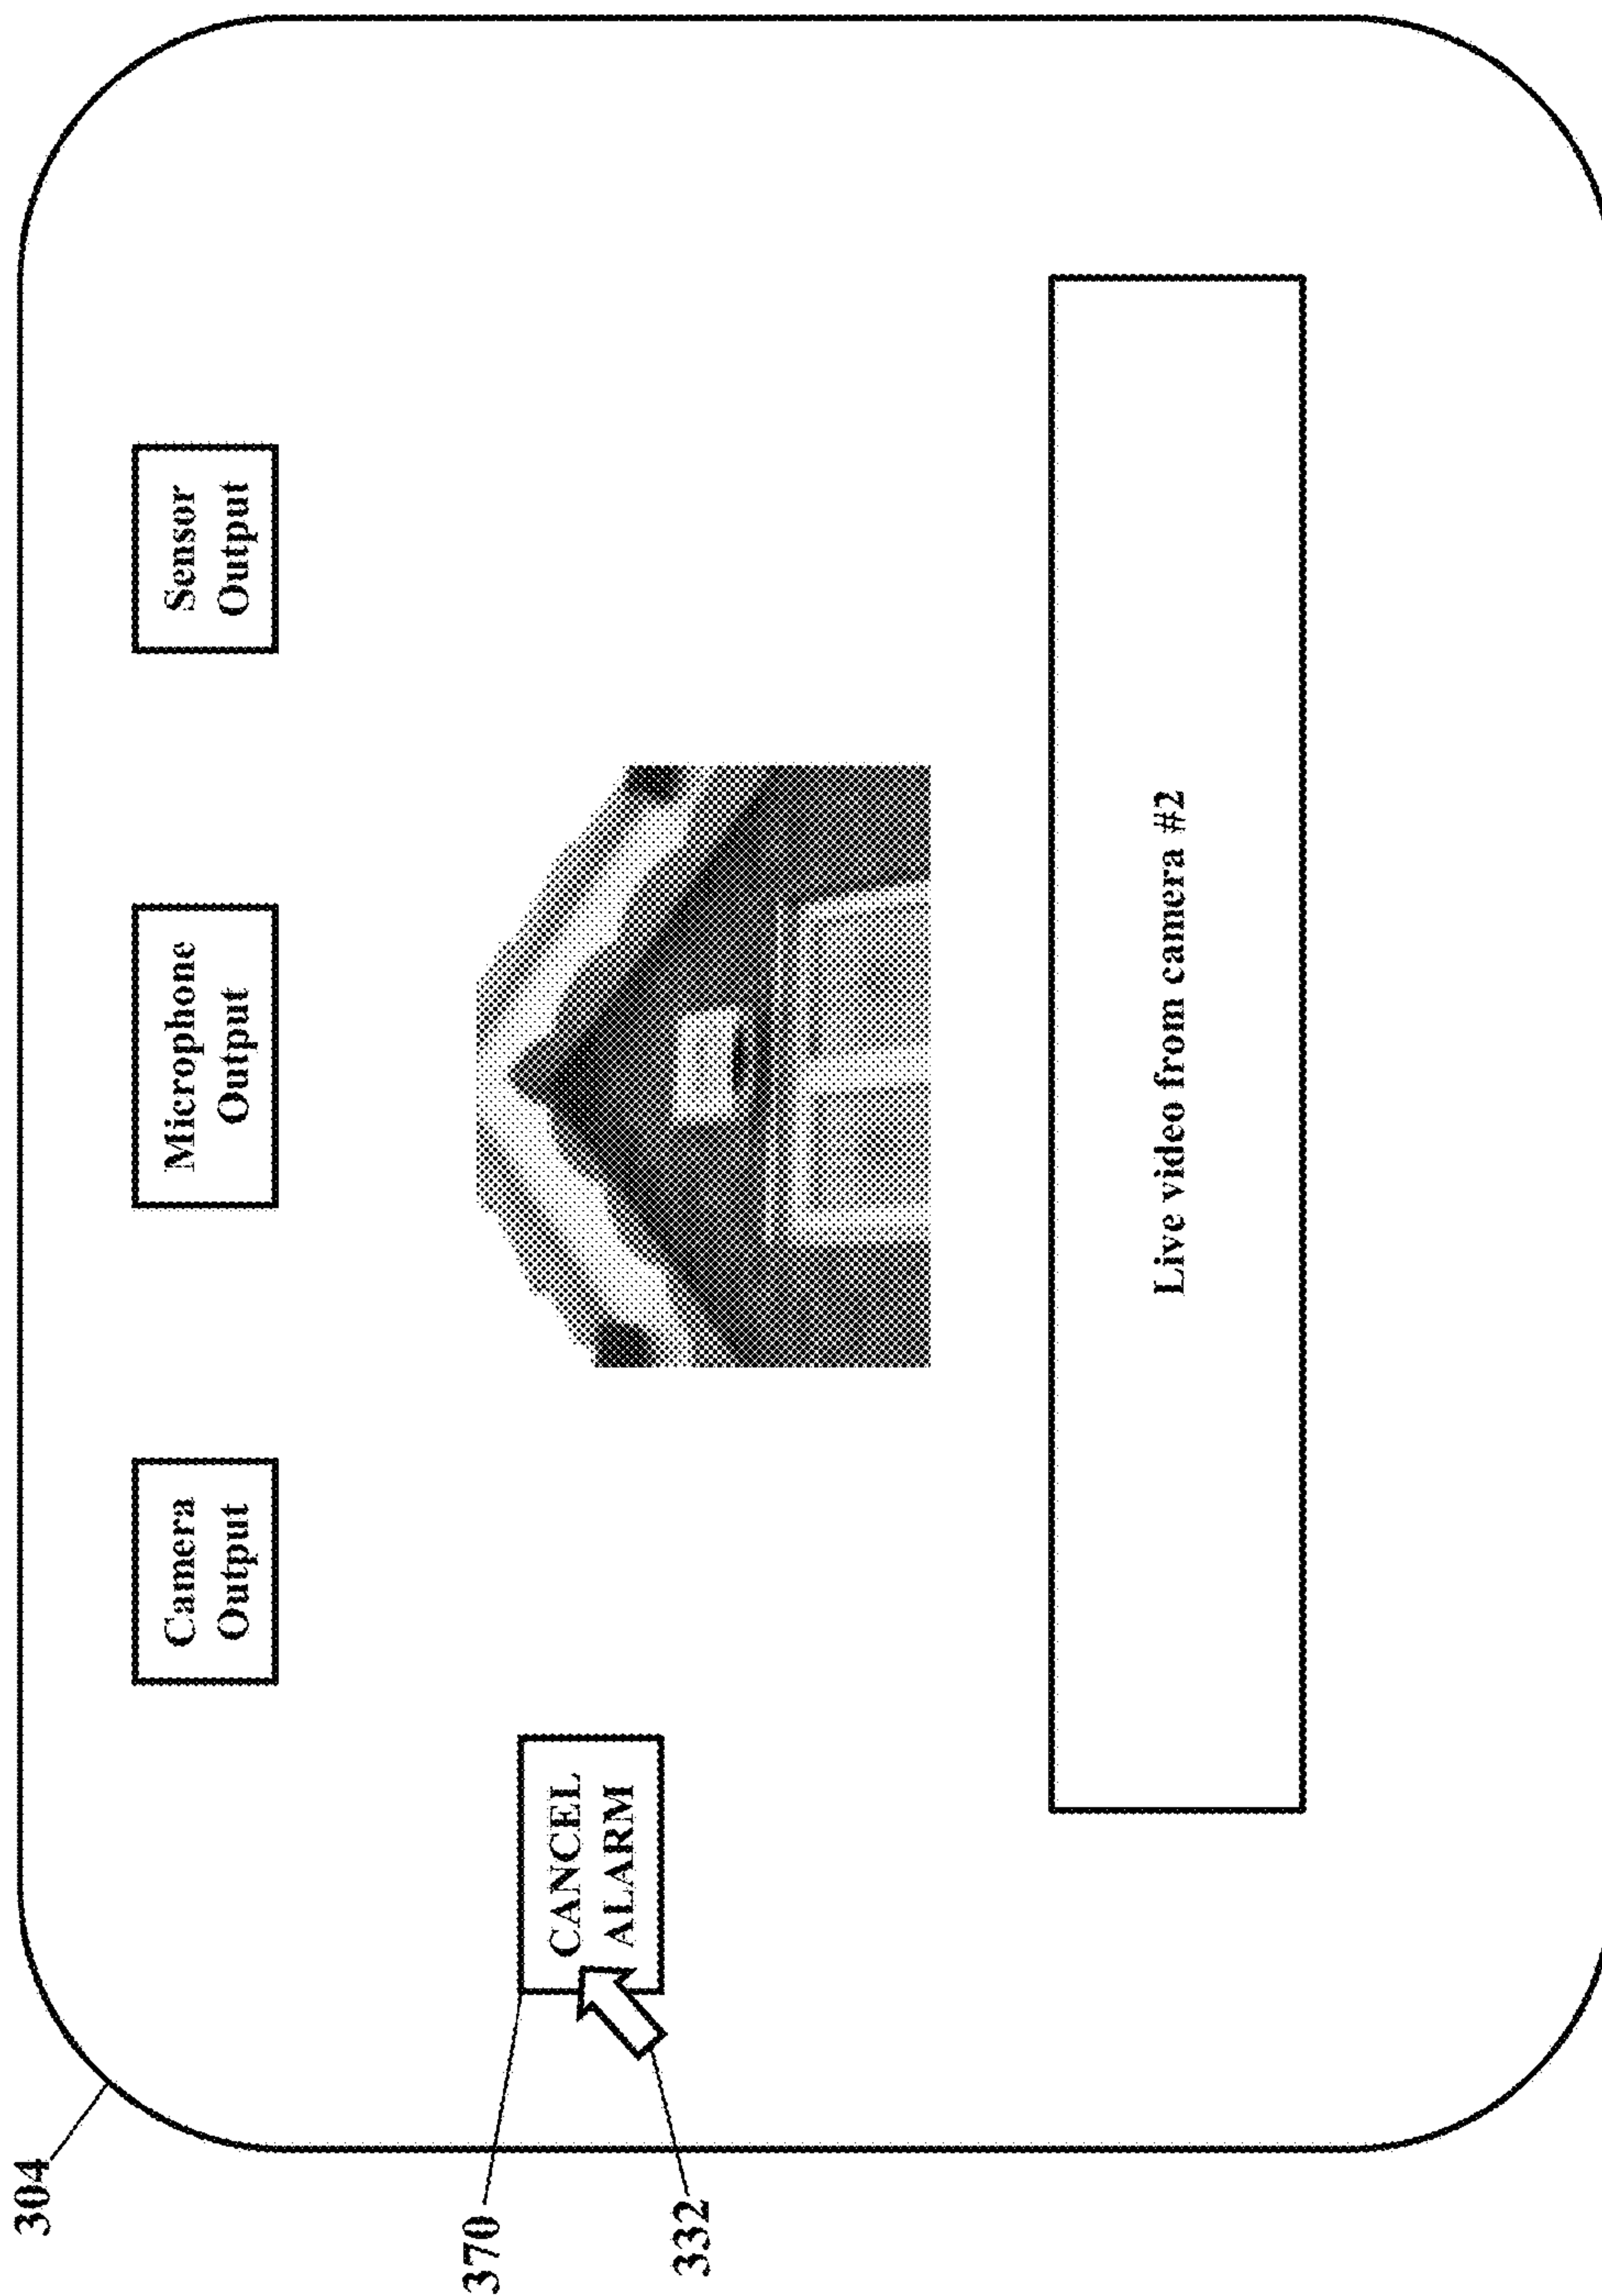 304
Camera
Output
Microphone
Output
Sensor
Output
370
CANCEL
ALARM
332
Live video from camera #2